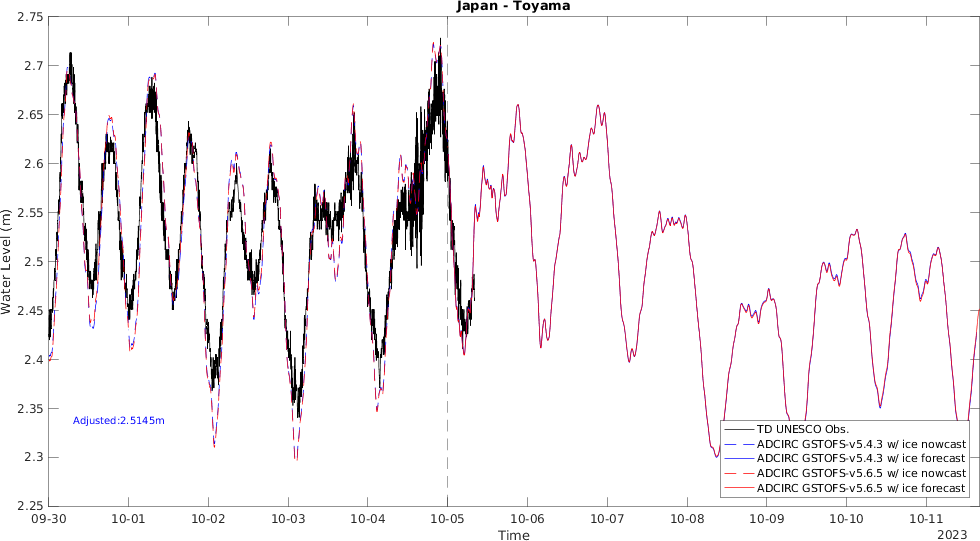 Japan - Toyama
2.75
2.7
2.65
2.6
2.55
2.5
2.45
2.4
2.35
2.3
2.25
Water Level (m)
Adjusted:2.5145m
TD UNESCO Obs.
ADCIRC GSTOFS-v5.4.3 w/ ice nowcast
ADCIRC GSTOFS-v5.4.3 w/ ice forecast
ADCIRC GSTOFS-v5.6.5 w/ ice nowcast
ADCIRC GSTOFS-v5.6.5 w/ ice forecast
09-30 10-01 10-02 10-03 10-04 10-05 10-06 10-07 10-08 10-09 10-10 10-11
Time
2023